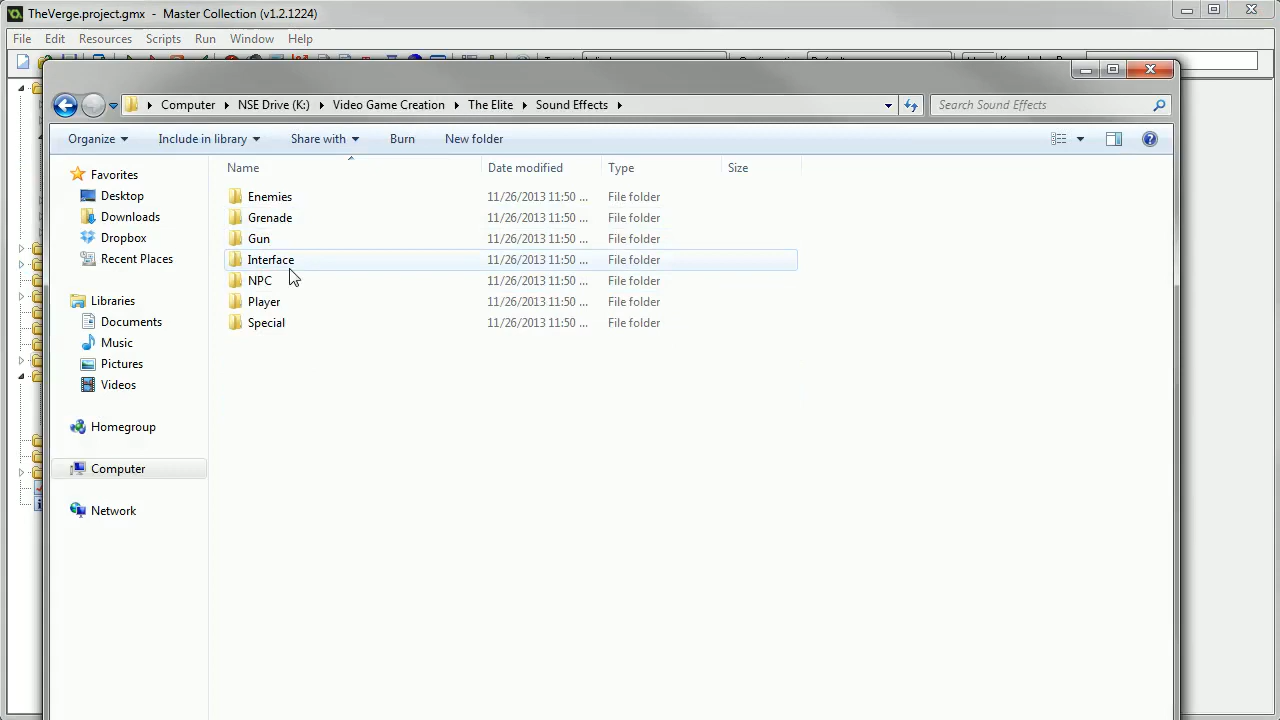 TheVerge.project.gmx - Master Collection (v1.2.1224)
File Edit Resources Scripts Run Window Help
Computer NSE Drive (K:) Video Game Creation The Elite Sound Effects Search Sound Effects
Organize Include in library Share with Burn New folder
Name Date modified Type Size
Favorites
Desktop
Downloads
Dropbox
Recent Places
Libraries
Documents
Music
Pictures
Videos
Homegroup
Computer
Network
Enemies 11/26/2013 11:50 ... File folder
Grenade 11/26/2013 11:50 ... File folder
Gun 11/26/2013 11:50 ... File folder
Interface 11/26/2013 11:50 ... File folder
NPC 11/26/2013 11:50 ... File folder
Player 11/26/2013 11:50 ... File folder
Special 11/26/2013 11:50 ... File folder